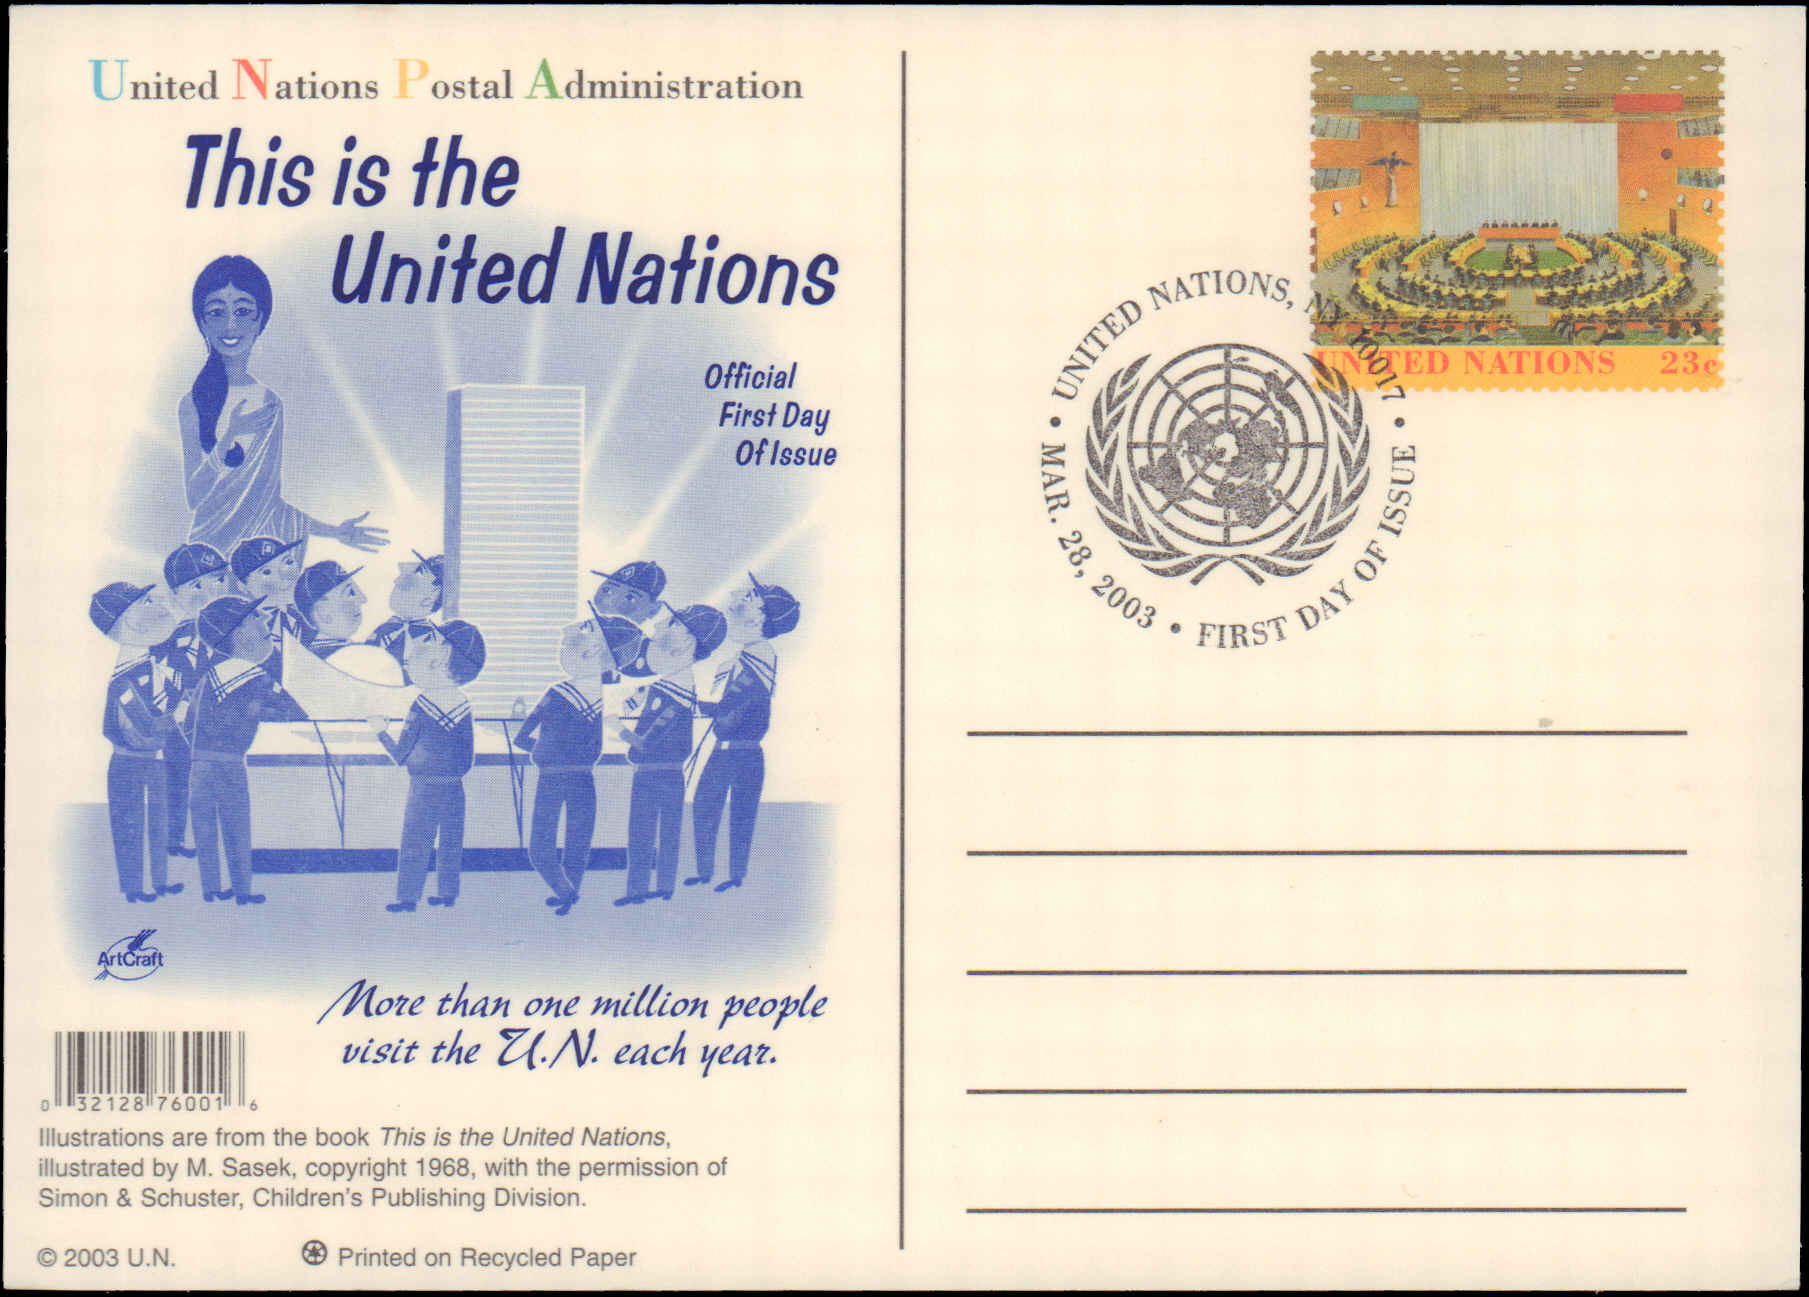 United Nations Postal Administration
This is the
United Nations
Official
First Day
Of Issue
ArtCraft
More than one million people
visit the U.N. each year.
0 32128 76001 6
Illustrations are from the book This is the United Nations,
illustrated by M. Sasek, copyright 1968, with the permission of
Simon & Schuster, Children's Publishing Division.
© 2003 U.N.
Printed on Recycled Paper
UNITED NATIONS 23c
• UNITED NATIONS, NY 10017 •
MAR. 28, 2003 • FIRST DAY OF ISSUE